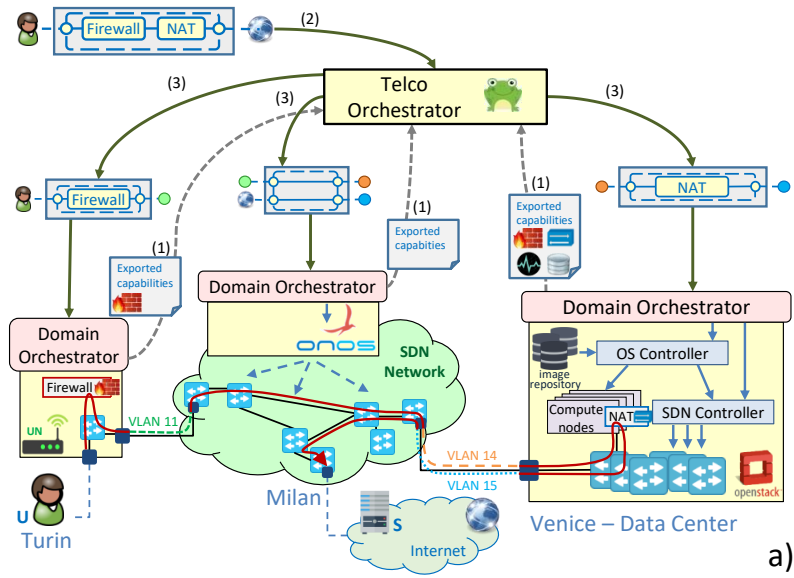 Firewall
NAT
(2)
Telco
Orchestrator
(3)
(3)
(3)
Firewall
(1)
Exported
capabilities
(1)
Exported
capabities
(1)
Exported
capabilities
NAT
Domain
Orchestrator
Domain Orchestrator
Domain Orchestrator
onos
SDN
Network
OS Controller
image
repository
Firewall
UN
VLAN 11
Compute
nodes
NAT
SDN Controller
VLAN 14
VLAN 15
openstack
U
Turin
Milan
S
Internet
Venice – Data Center
a)